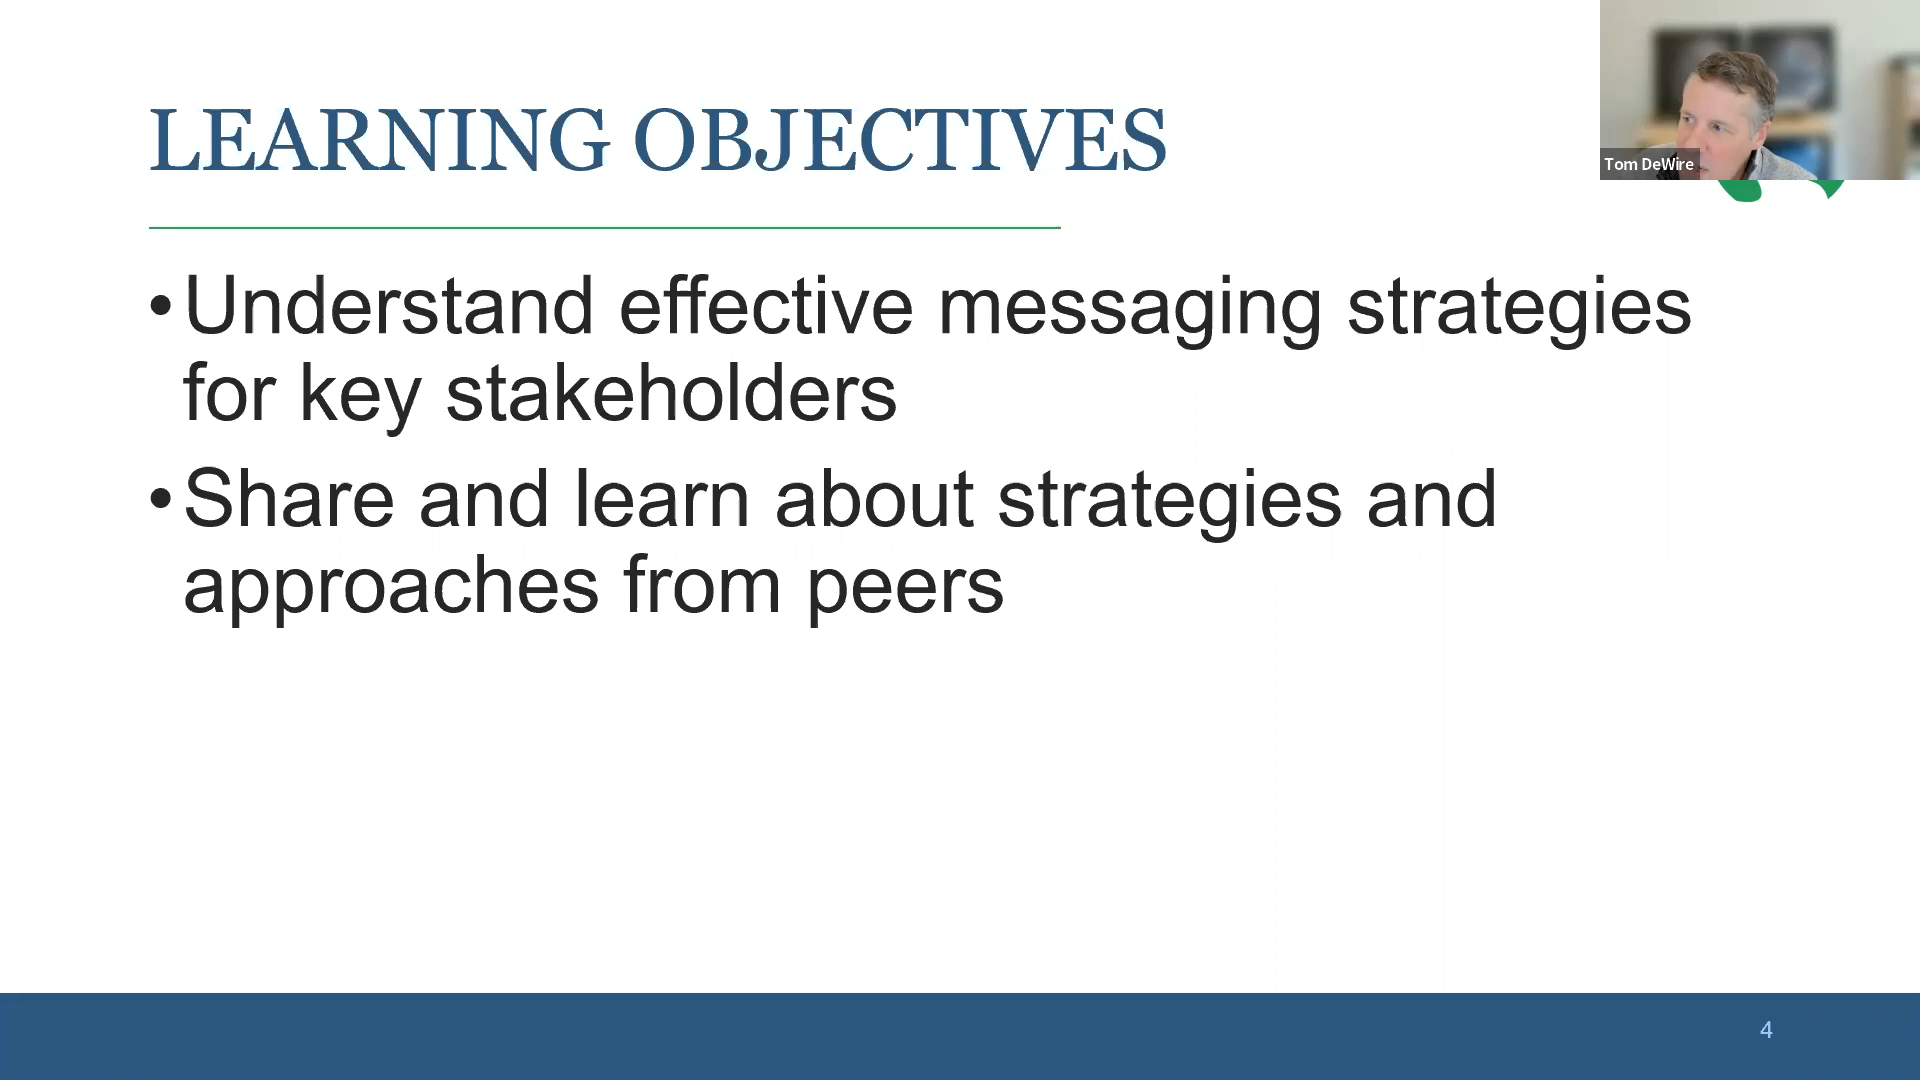 LEARNING OBJECTIVES
Tom DeWire
•Understand effective messaging strategies
for key stakeholders
•Share and learn about strategies and
approaches from peers
4